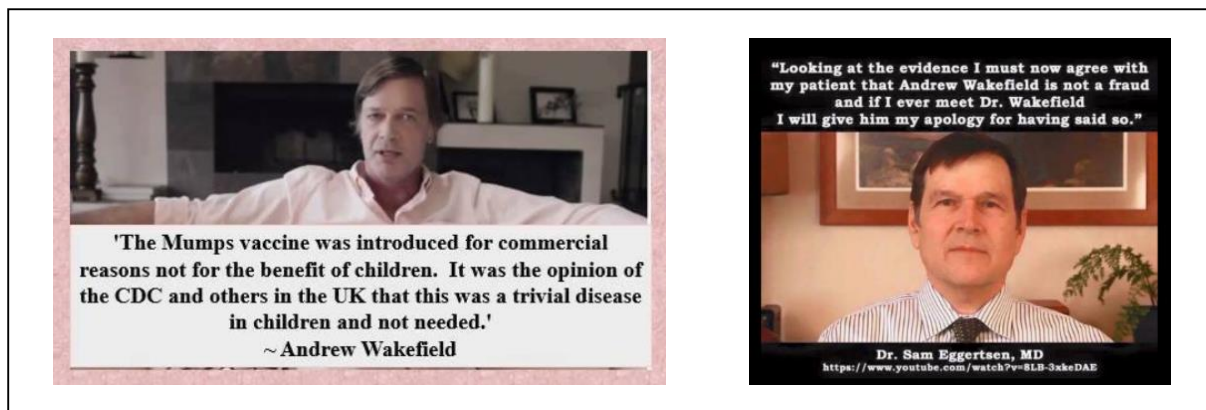 'The Mumps vaccine was introduced for commercial
reasons not for the benefit of children.  It was the opinion of
the CDC and others in the UK that this was a trivial disease
in children and not needed.'
~ Andrew Wakefield
“Looking at the evidence I must now agree with
my patient that Andrew Wakefield is not a fraud
and if I ever meet Dr. Wakefield
I will give him my apology for having said so.”
Dr. Sam Eggertsen, MD
https://www.youtube.com/watch?v=8LB-3xkeDAE